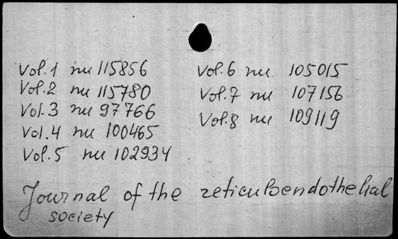 Vol.1 nu 115856
Vol.2 nu 115780
Vol.3 nu 97766
Vol.4 nu 100465
Vol.5 nu 102934
Vol.6 nu 105015
Vol.7 nu 107156
Vol.8 nu 109119
Journal of the reticuloendothelial
society